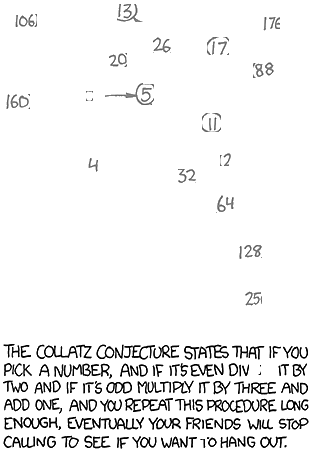 106 13 176
20 26 17 88
160 5
11
4 32 12
64
128
THE COLLATZ CONJECTURE STATES THAT IF YOU
PICK A NUMBER, AND IF IT'S EVEN IT BY
TWO AND IF IT'S ODD MULTIPLY IT BY THREE AND
ADD ONE, AND YOU REPEAT THIS PROCEDURE LONG
ENOUGH, EVENTUALLY YOUR FRIENDS WILL STOP
CALLING TO SEE IF YOU WANT TO HANG OUT.